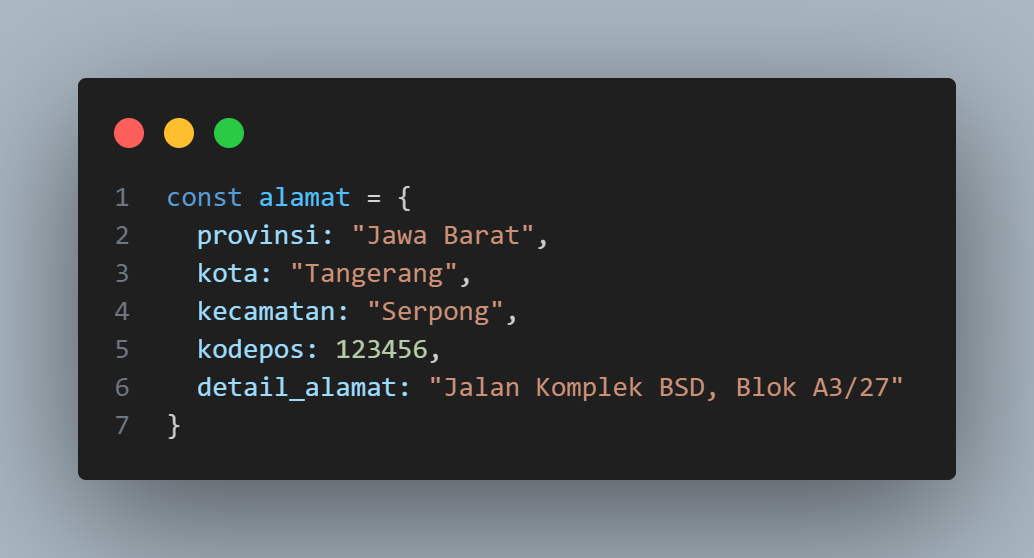 1 const alamat = {
2 provinsi: "Jawa Barat",
3 kota: "Tangerang",
4 kecamatan: "Serpong",
5 kodepos: 123456,
6 detail_alamat: "Jalan Komplek BSD, Blok A3/27"
7 }